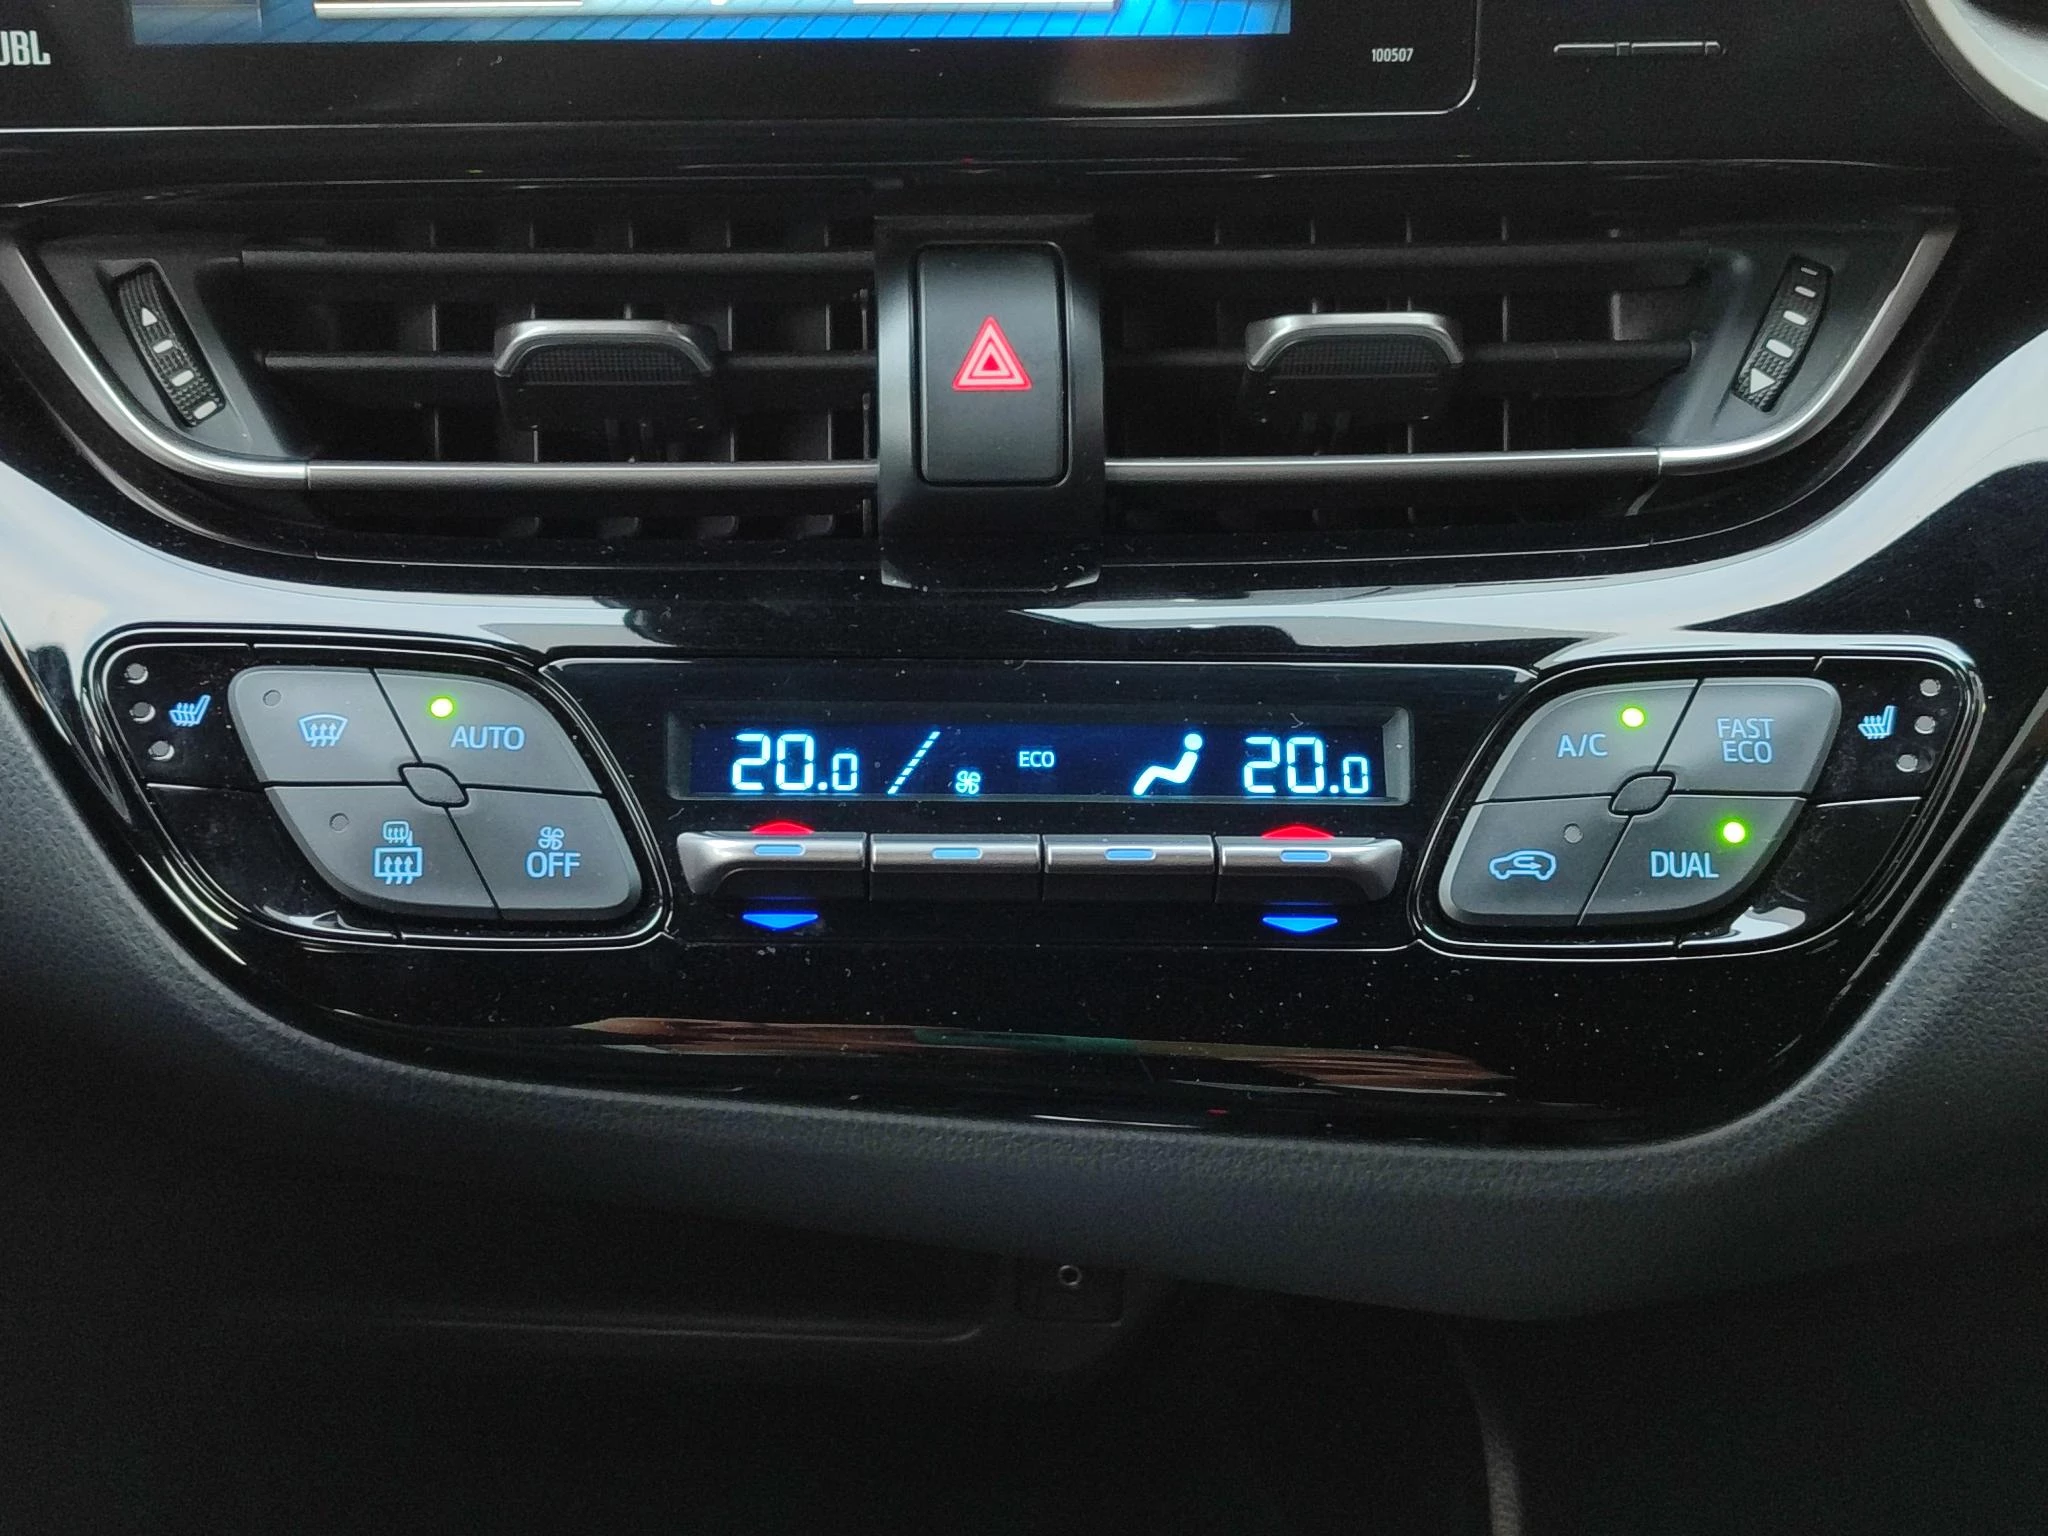 JBL
100507
AUTO
OFF
20.0
ECO
20.0
A/C
FAST
ECO
DUAL